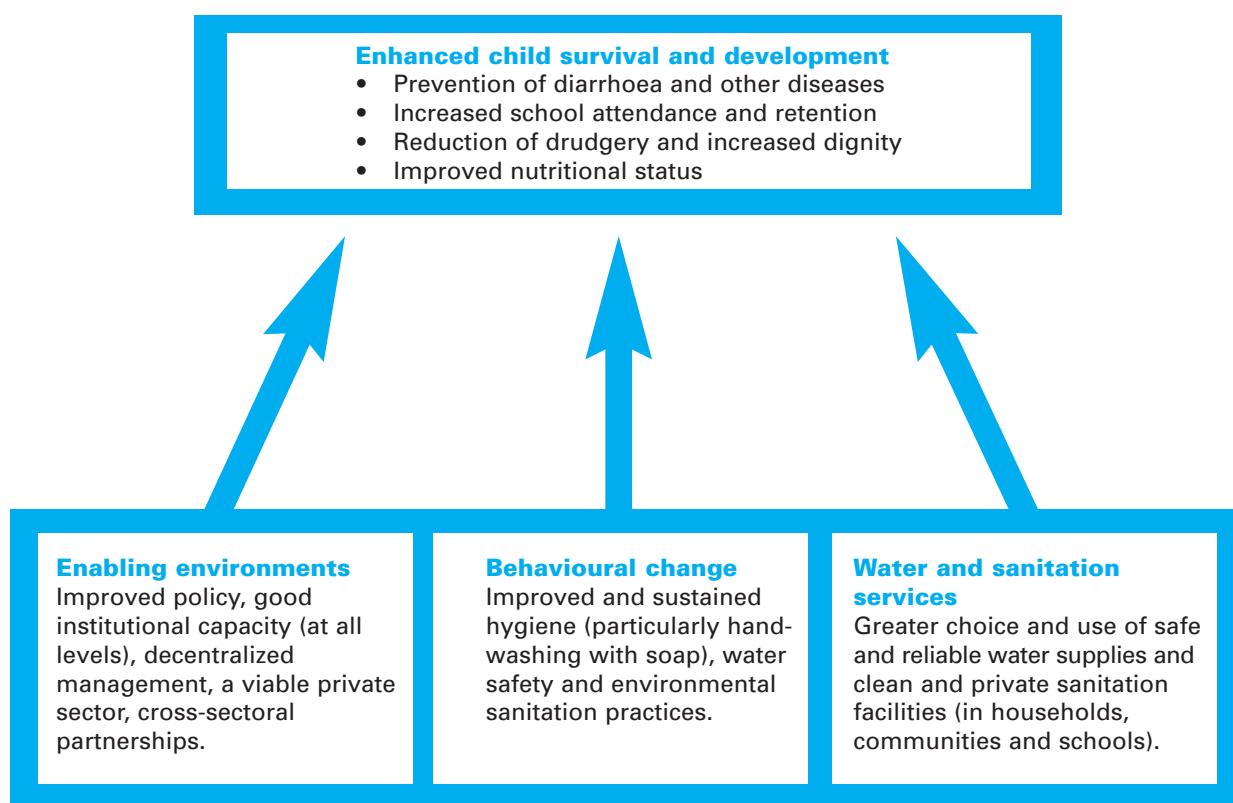 Enhanced child survival and development
• Prevention of diarrhoea and other diseases
• Increased school attendance and retention
• Reduction of drudgery and increased dignity
• Improved nutritional status
Enabling environments
Improved policy, good
institutional capacity (at all
levels), decentralized
management, a viable private
sector, cross-sectoral
partnerships.
Behavioural change
Improved and sustained
hygiene (particularly hand-
washing with soap), water
safety and environmental
sanitation practices.
Water and sanitation
services
Greater choice and use of safe
and reliable water supplies and
clean and private sanitation
facilities (in households,
communities and schools).